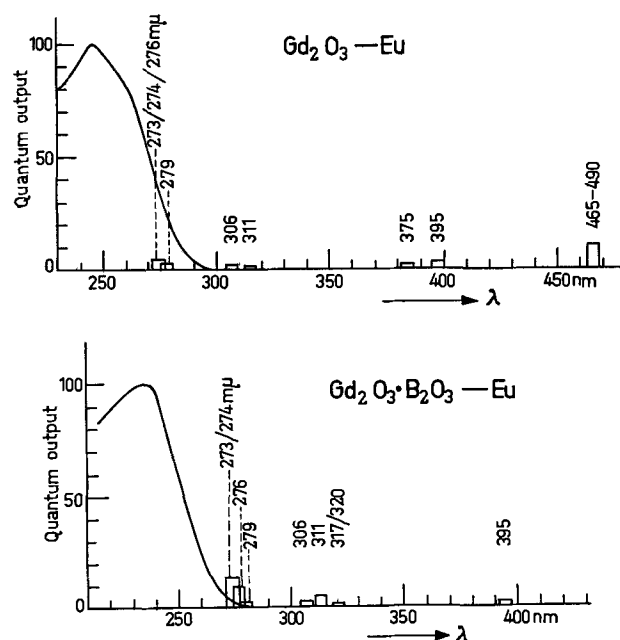 Gd₂O₃—Eu
Quantum output
100
50
0
273/274/276mμ
279
306
311
375
395
465-490
250
300
350
400
450nm
λ
Gd₂O₃•B₂O₃—Eu
Quantum output
100
50
0
273/274mμ
276
279
306
311
317/320
395
250
300
350
400nm
λ